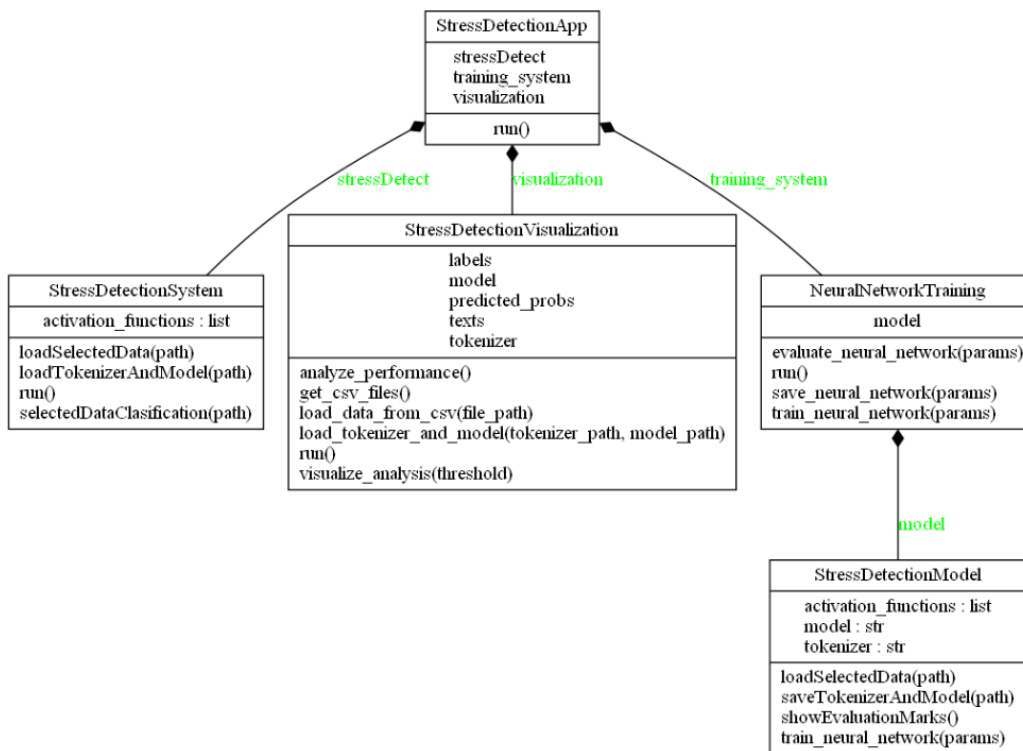 StressDetectionApp
stressDetect
training_system
visualization
run()
stressDetect
visualization
training_system
StressDetectionSystem
activation_functions : list
loadSelectedData(path)
loadTokenizerAndModel(path)
run()
selectedDataClasification(path)
StressDetectionVisualization
labels
model
predicted_probs
texts
tokenizer
analyze_performance()
get_csv_files()
load_data_from_csv(file_path)
load_tokenizer_and_model(tokenizer_path, model_path)
run()
visualize_analysis(threshold)
NeuralNetworkTraining
model
evaluate_neural_network(params)
run()
save_neural_network(params)
train_neural_network(params)
model
StressDetectionModel
activation_functions : list
model : str
tokenizer : str
loadSelectedData(path)
saveTokenizerAndModel(path)
showEvaluationMarks()
train_neural_network(params)